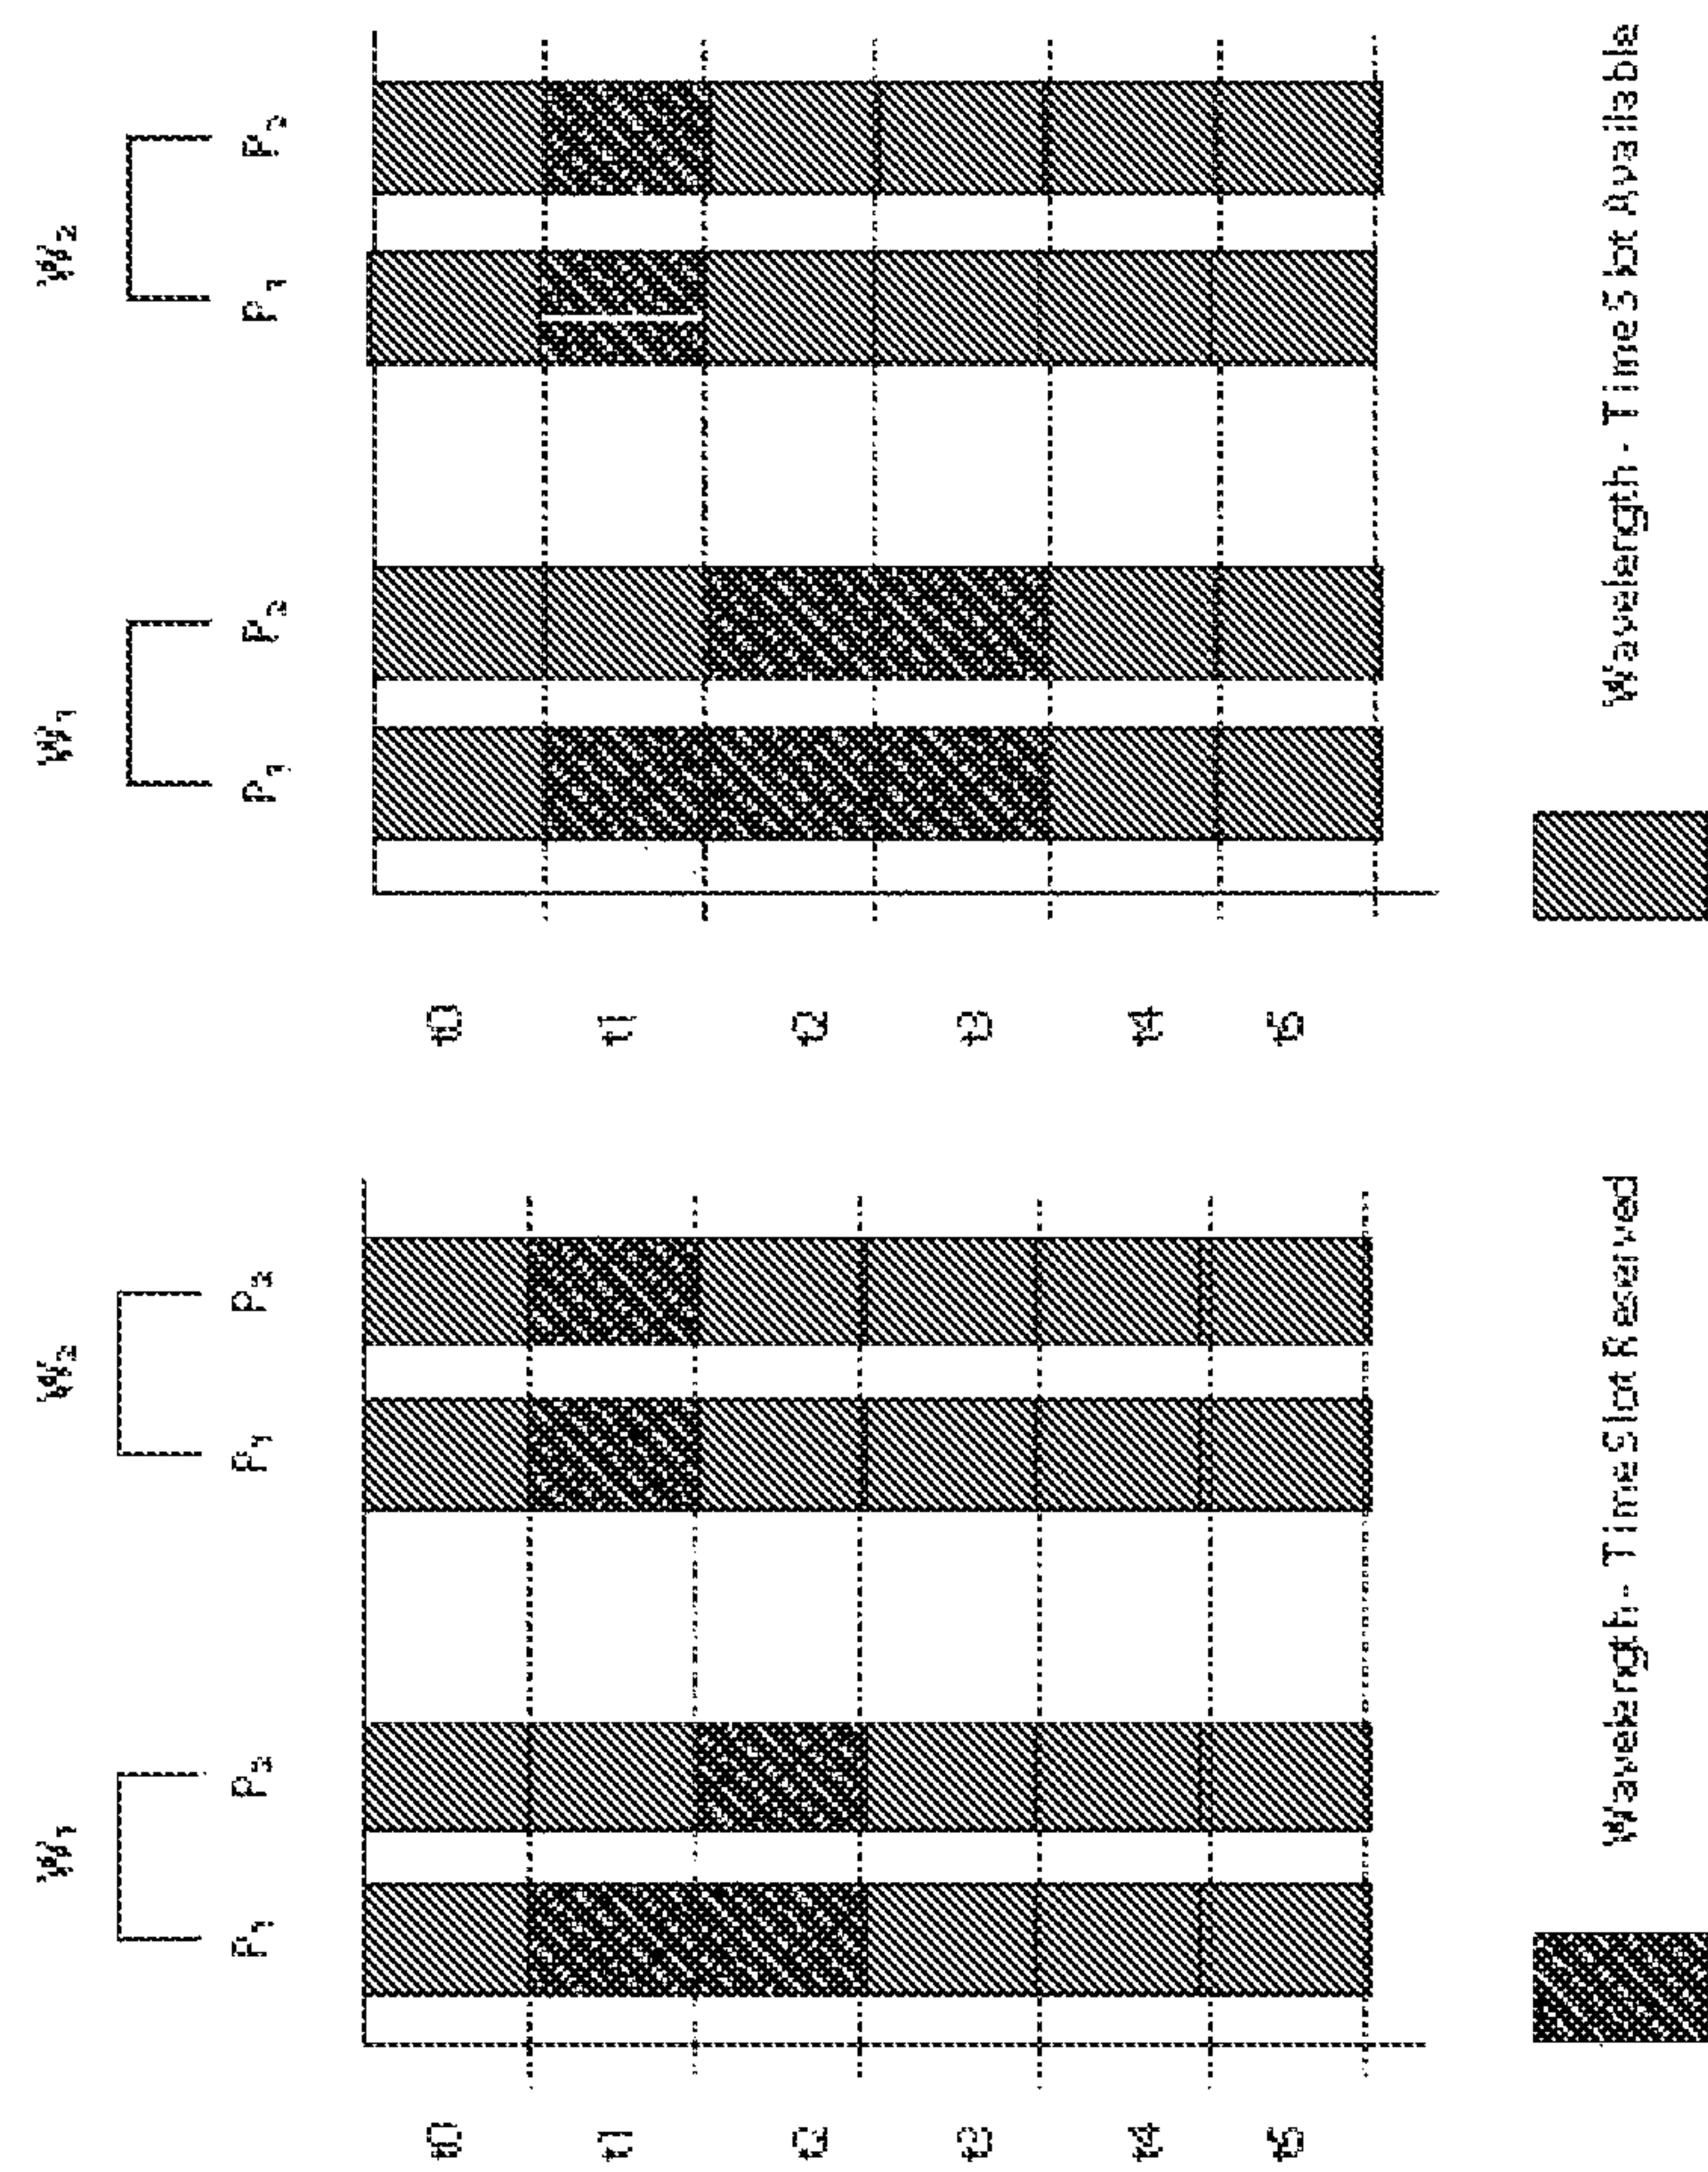 W₁ W₂ W₁ W₂
P₁ P₂ P₁ P₂ P₁ P₂ P₁ P₂
t0 t0
t1 t1
t2 t2
t3 t3
t4 t4
t5 t5
Wavelength - Time Slot Reserved
Wavelength - Time Slot Available